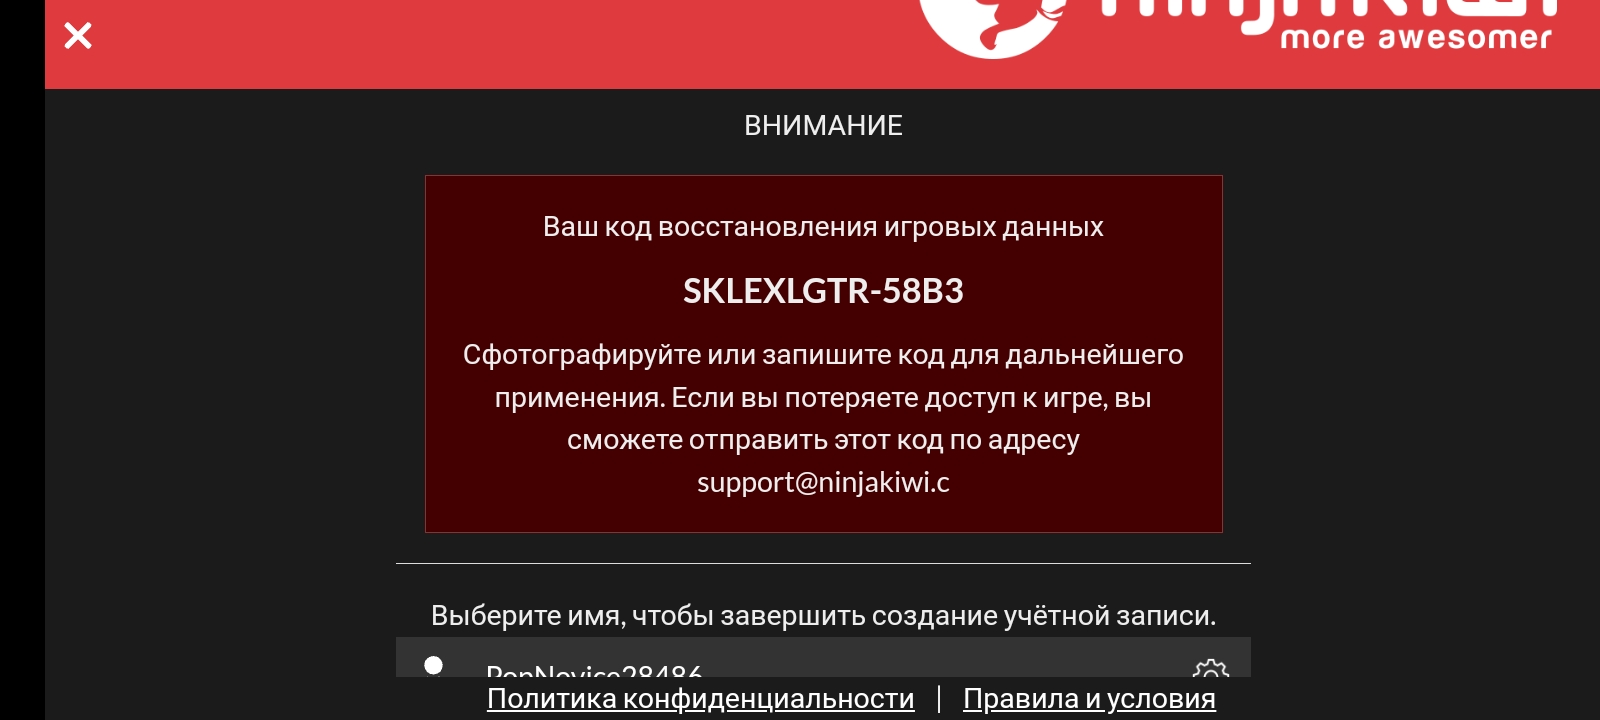 ninjakiwi
more awesomer
ВНИМАНИЕ
Ваш код восстановления игровых данных
SKLEXLGTR-58B3
Сфотографируйте или запишите код для дальнейшего
применения. Если вы потеряете доступ к игре, вы
сможете отправить этот код по адресу
support@ninjakiwi.c
Выберите имя, чтобы завершить создание учётной записи.
PopNovice28486
Политика конфиденциальности | Правила и условия